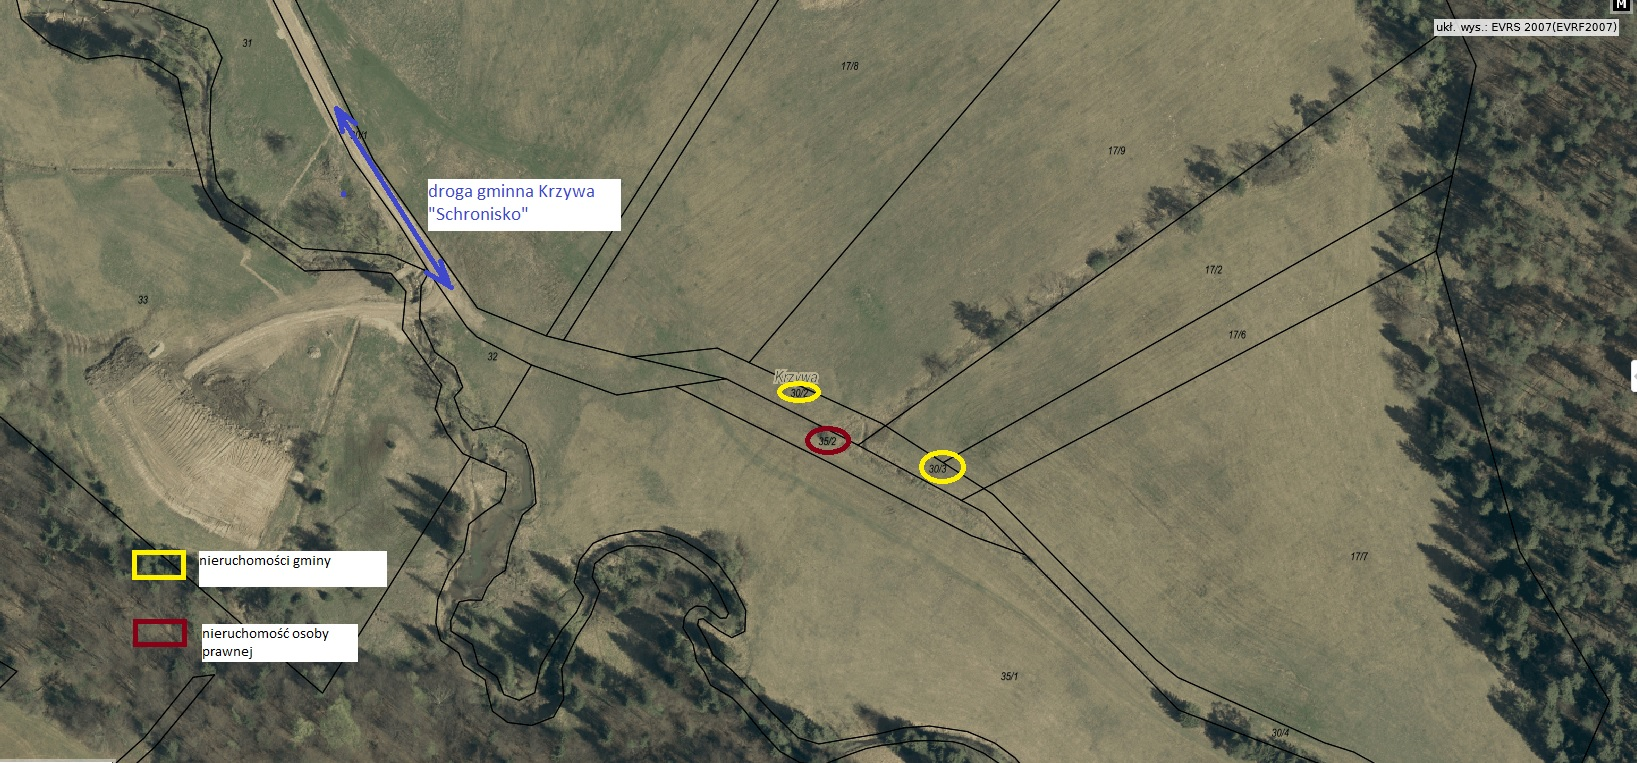 M
ukł. wys.: EVRS 2007(EVRF2007)
31
17/8
30/1
17/9
droga gminna Krzywa
"Schronisko"
17/2
33
17/6
32
Krzywa
30/2
35/2
30/3
17/7
nieruchomości gminy
nieruchomość osoby
prawnej
35/1
30/4